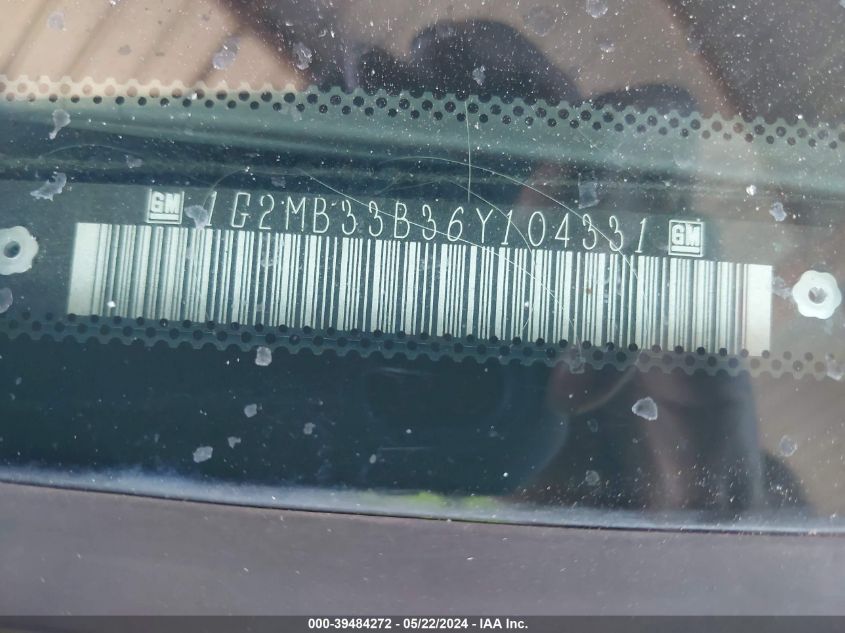 GM 1G2MB33B36Y104331 GM
000-39484272 - 05/22/2024 - IAA Inc.